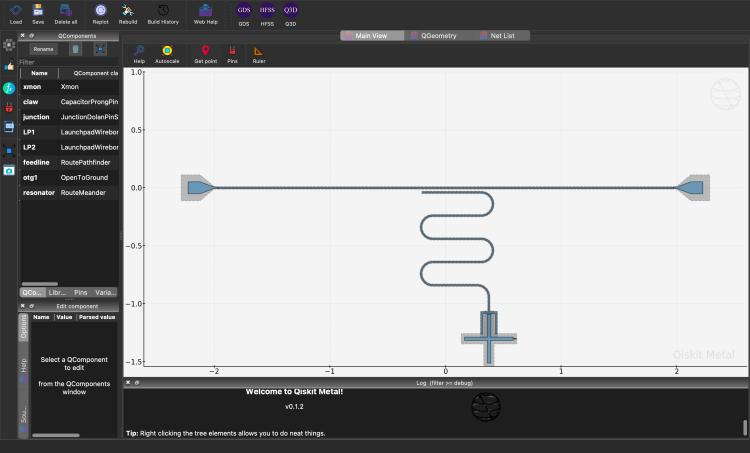 Load Save Delete all Replot Rebuild Build History Web Help GDS HFSS Q3D
GDS HFSS Q3D
QComponents
Main View QGeometry Net List
Rename
Help Autoscale Get point Pins Ruler
Filter
Name QComponent cla
xmon Xmon
claw CapacitorProngPin
junction JunctionDolanPinS
LP1 LaunchpadWirebor
LP2 LaunchpadWirebor
feedline RoutePathfinder
otg1 OpenToGround
resonator RouteMeander
QCo... Libr... Pins Varia...
Edit component
Name Value Parsed value
Options
Help
Sou...
Select a QComponent
to edit
from the QComponents
window
1.0
0.5
0.0
−0.5
−1.0
−1.5
−2 −1 0 1 2
Qiskit Metal
Log (filter >= debug)
Welcome to Qiskit Metal!
v0.1.2
Tip: Right clicking the tree elements allows you to do neat things.